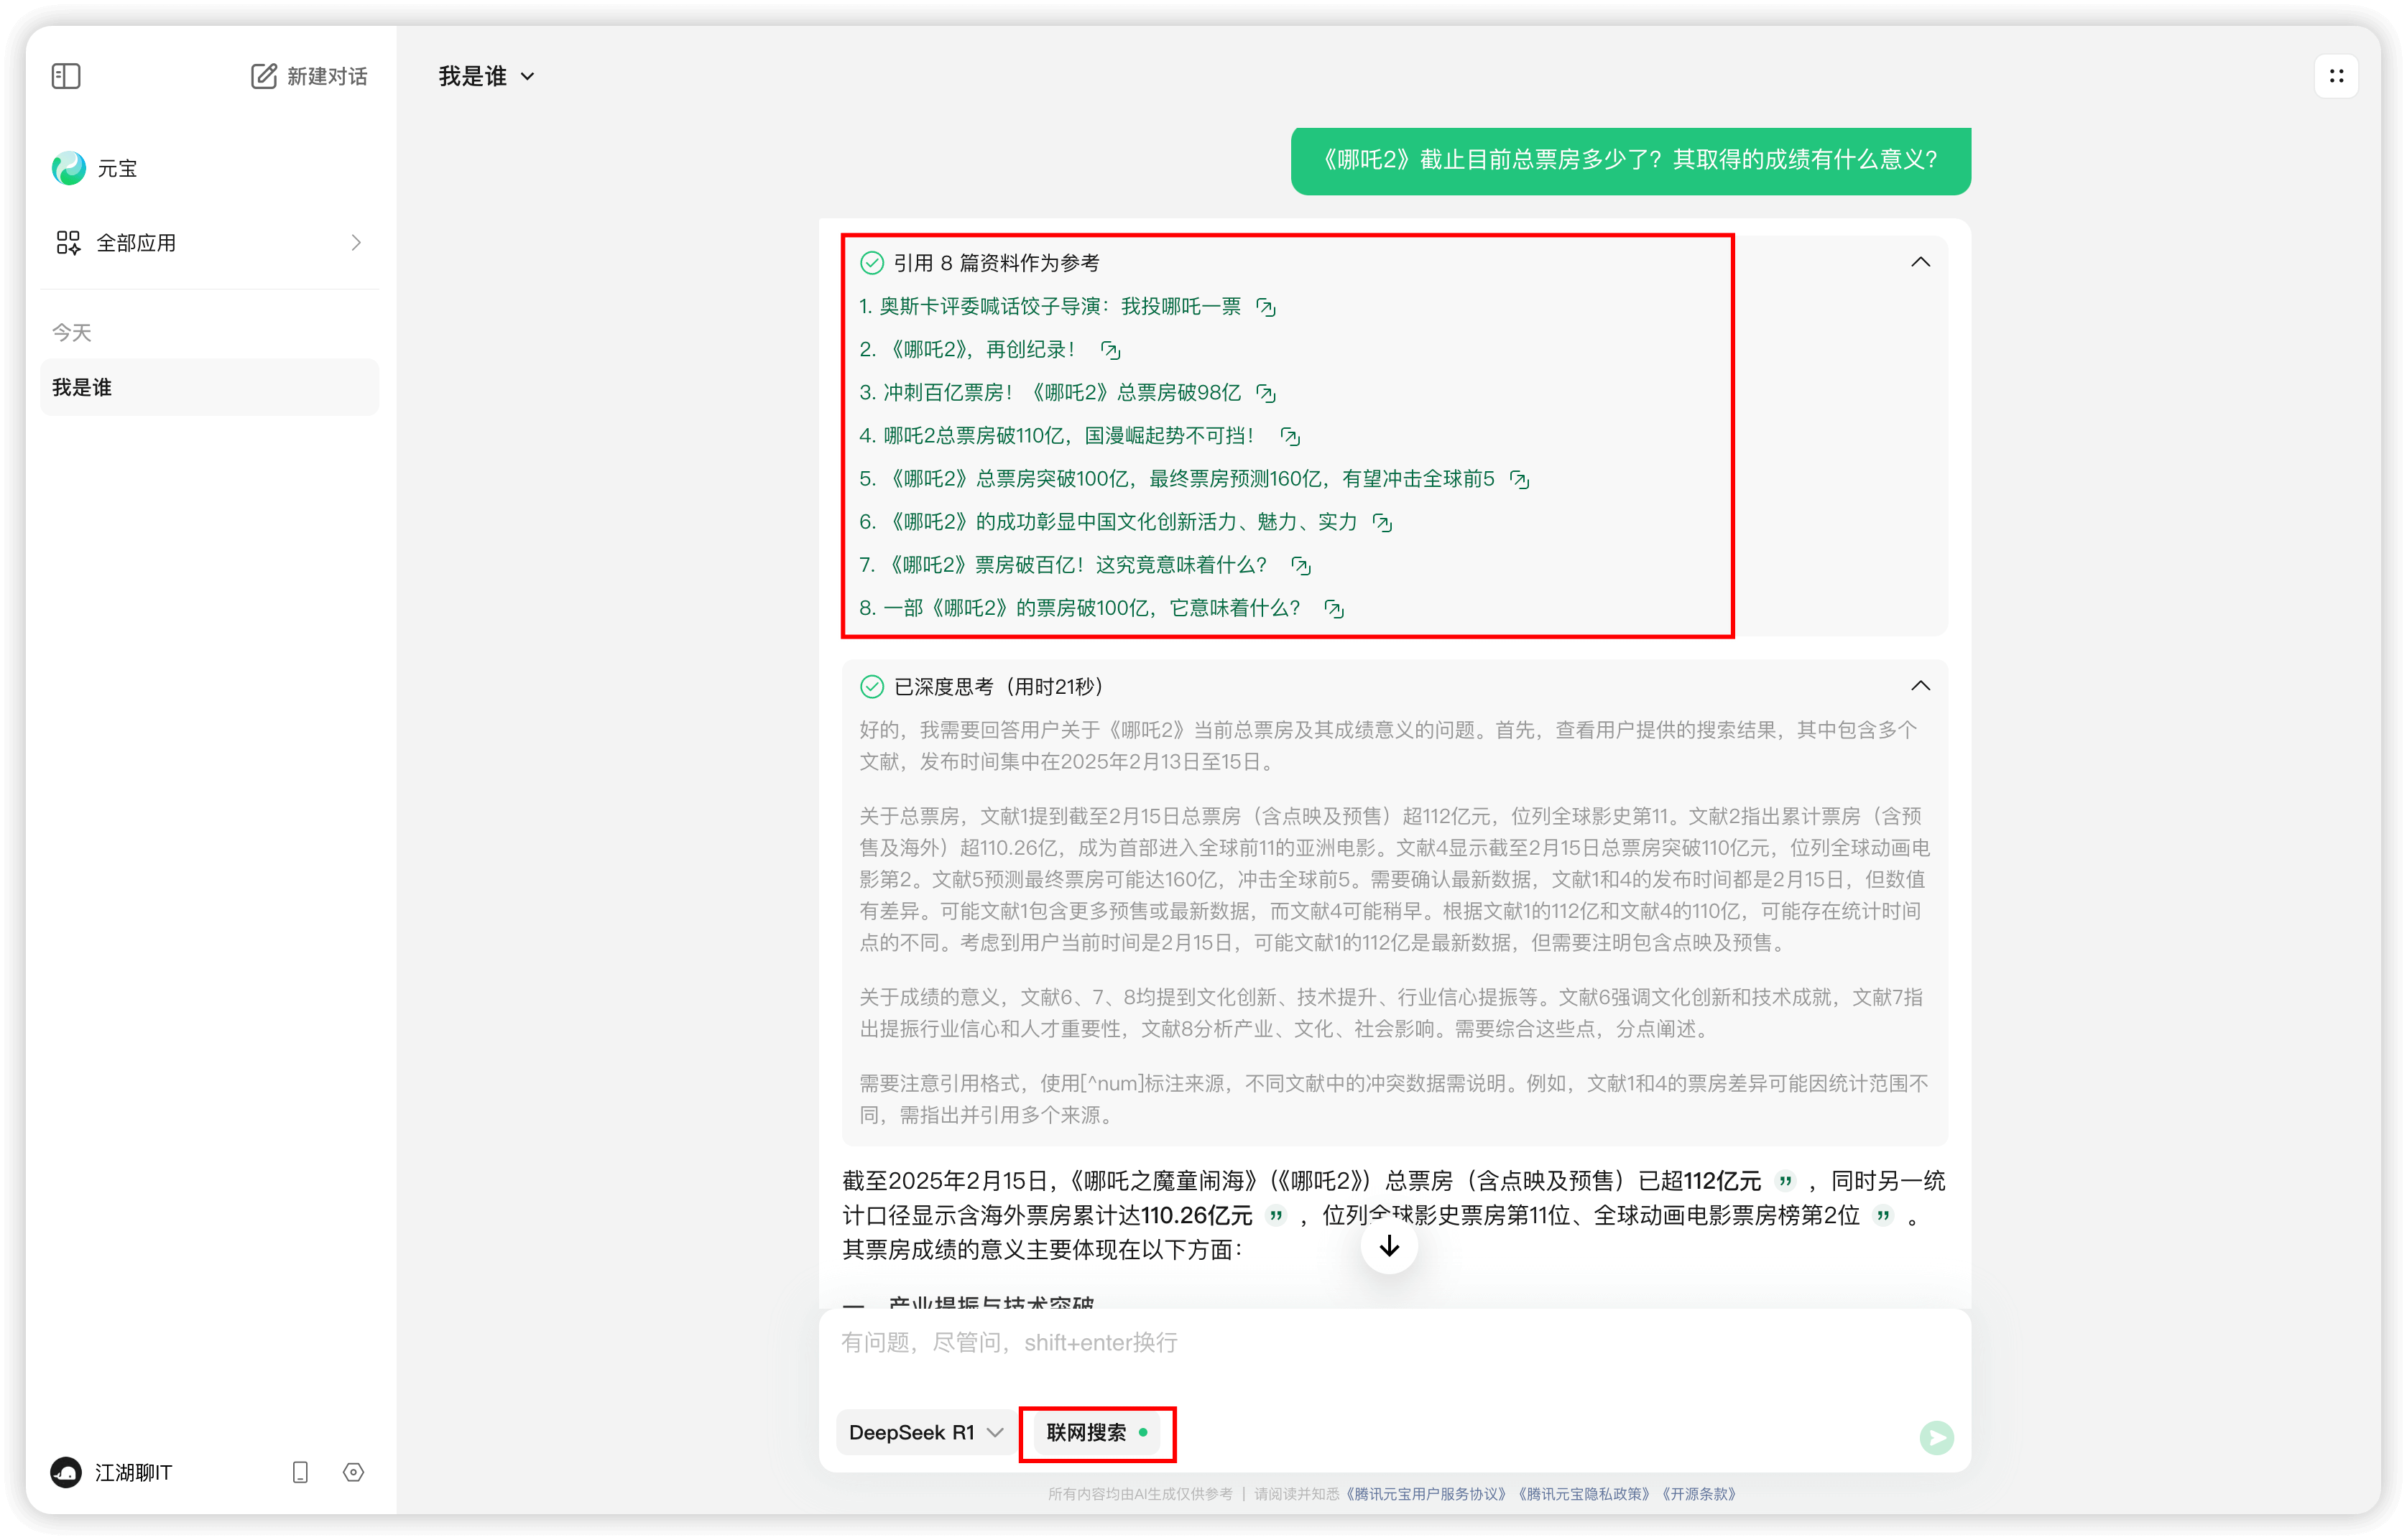 新建对话
元宝
全部应用
今天
我是谁
江湖聊IT
我是谁
《哪吒2》截止目前总票房多少了？其取得的成绩有什么意义？
引用 8 篇资料作为参考
1. 奥斯卡评委喊话饺子导演：我投哪吒一票
2. 《哪吒2》，再创纪录！
3. 冲刺百亿票房！《哪吒2》总票房破98亿
4. 哪吒2总票房破110亿，国漫崛起势不可挡！
5. 《哪吒2》总票房突破100亿，最终票房预测160亿，有望冲击全球前5
6. 《哪吒2》的成功彰显中国文化创新活力、魅力、实力
7. 《哪吒2》票房破百亿！这究竟意味着什么？
8. 一部《哪吒2》的票房破100亿，它意味着什么？
已深度思考（用时21秒）
好的，我需要回答用户关于《哪吒2》当前总票房及其成绩意义的问题。首先，查看用户提供的搜索结果，其中包含多个
文献，发布时间集中在2025年2月13日至15日。
关于总票房，文献1提到截至2月15日总票房（含点映及预售）超112亿元，位列全球影史第11。文献2指出累计票房（含预
售及海外）超110.26亿，成为首部进入全球前11的亚洲电影。文献4显示截至2月15日总票房突破110亿元，位列全球动画电
影第2。文献5预测最终票房可能达160亿，冲击全球前5。需要确认最新数据，文献1和4的发布时间都是2月15日，但数值
有差异。可能文献1包含更多预售或最新数据，而文献4可能稍早。根据文献1的112亿和文献4的110亿，可能存在统计时间
点的不同。考虑到用户当前时间是2月15日，可能文献1的112亿是最新数据，但需要注明包含点映及预售。
关于成绩的意义，文献6、7、8均提到文化创新、技术提升、行业信心提振等。文献6强调文化创新和技术成就，文献7指
出提振行业信心和人才重要性，文献8分析产业、文化、社会影响。需要综合这些点，分点阐述。
需要注意引用格式，使用[^num]标注来源，不同文献中的冲突数据需说明。例如，文献1和4的票房差异可能因统计范围不
同，需指出并引用多个来源。
截至2025年2月15日，《哪吒之魔童闹海》（《哪吒2》）总票房（含点映及预售）已超112亿元 ，同时另一统
计口径显示含海外票房累计达110.26亿元 ，位列全球影史票房第11位、全球动画电影票房榜第2位 。
其票房成绩的意义主要体现在以下方面：
一、产业提振与技术突破
有问题，尽管问，shift+enter换行
DeepSeek R1
联网搜索
所有内容均由AI生成仅供参考 | 请阅读并知悉《腾讯元宝用户服务协议》《腾讯元宝隐私政策》《开源条款》